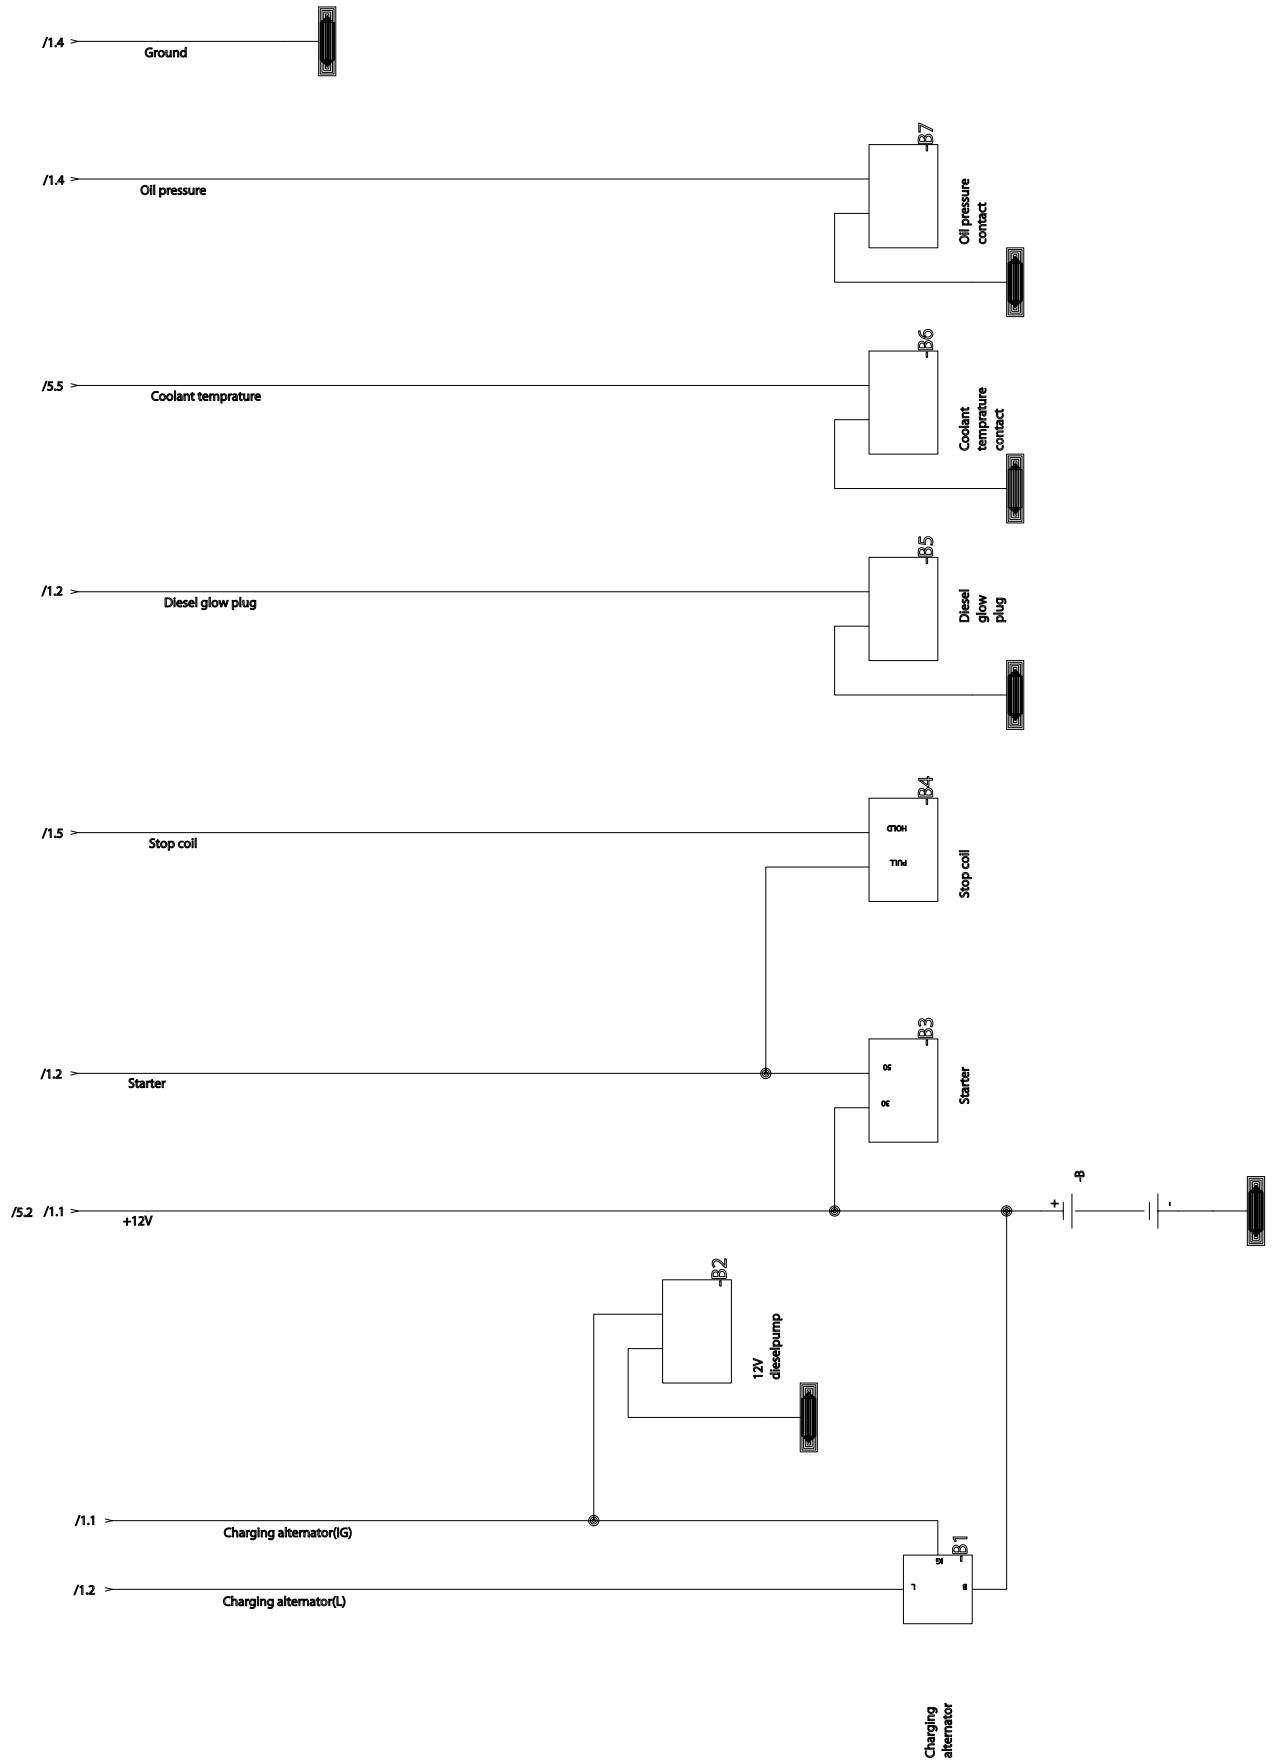 /1.4
Ground
-B7
/1.4
Oil pressure
Oil pressure
contact
-B6
/5.5
Coolant temprature
Coolant
temprature
contact
-B5
/1.2
Diesel glow plug
Diesel
glow
plug
-B4
/1.5
HOLD
Stop coil
PULL
Stop coil
-B3
/1.2
50
Starter
30
Starter
-B
/5.2 /1.1
+
-
+12V
-B2
12V
dieselpump
/1.1
Charging alternator(IG)
-B1
IG
/1.2
L
B
Charging alternator(L)
Charging
alternator